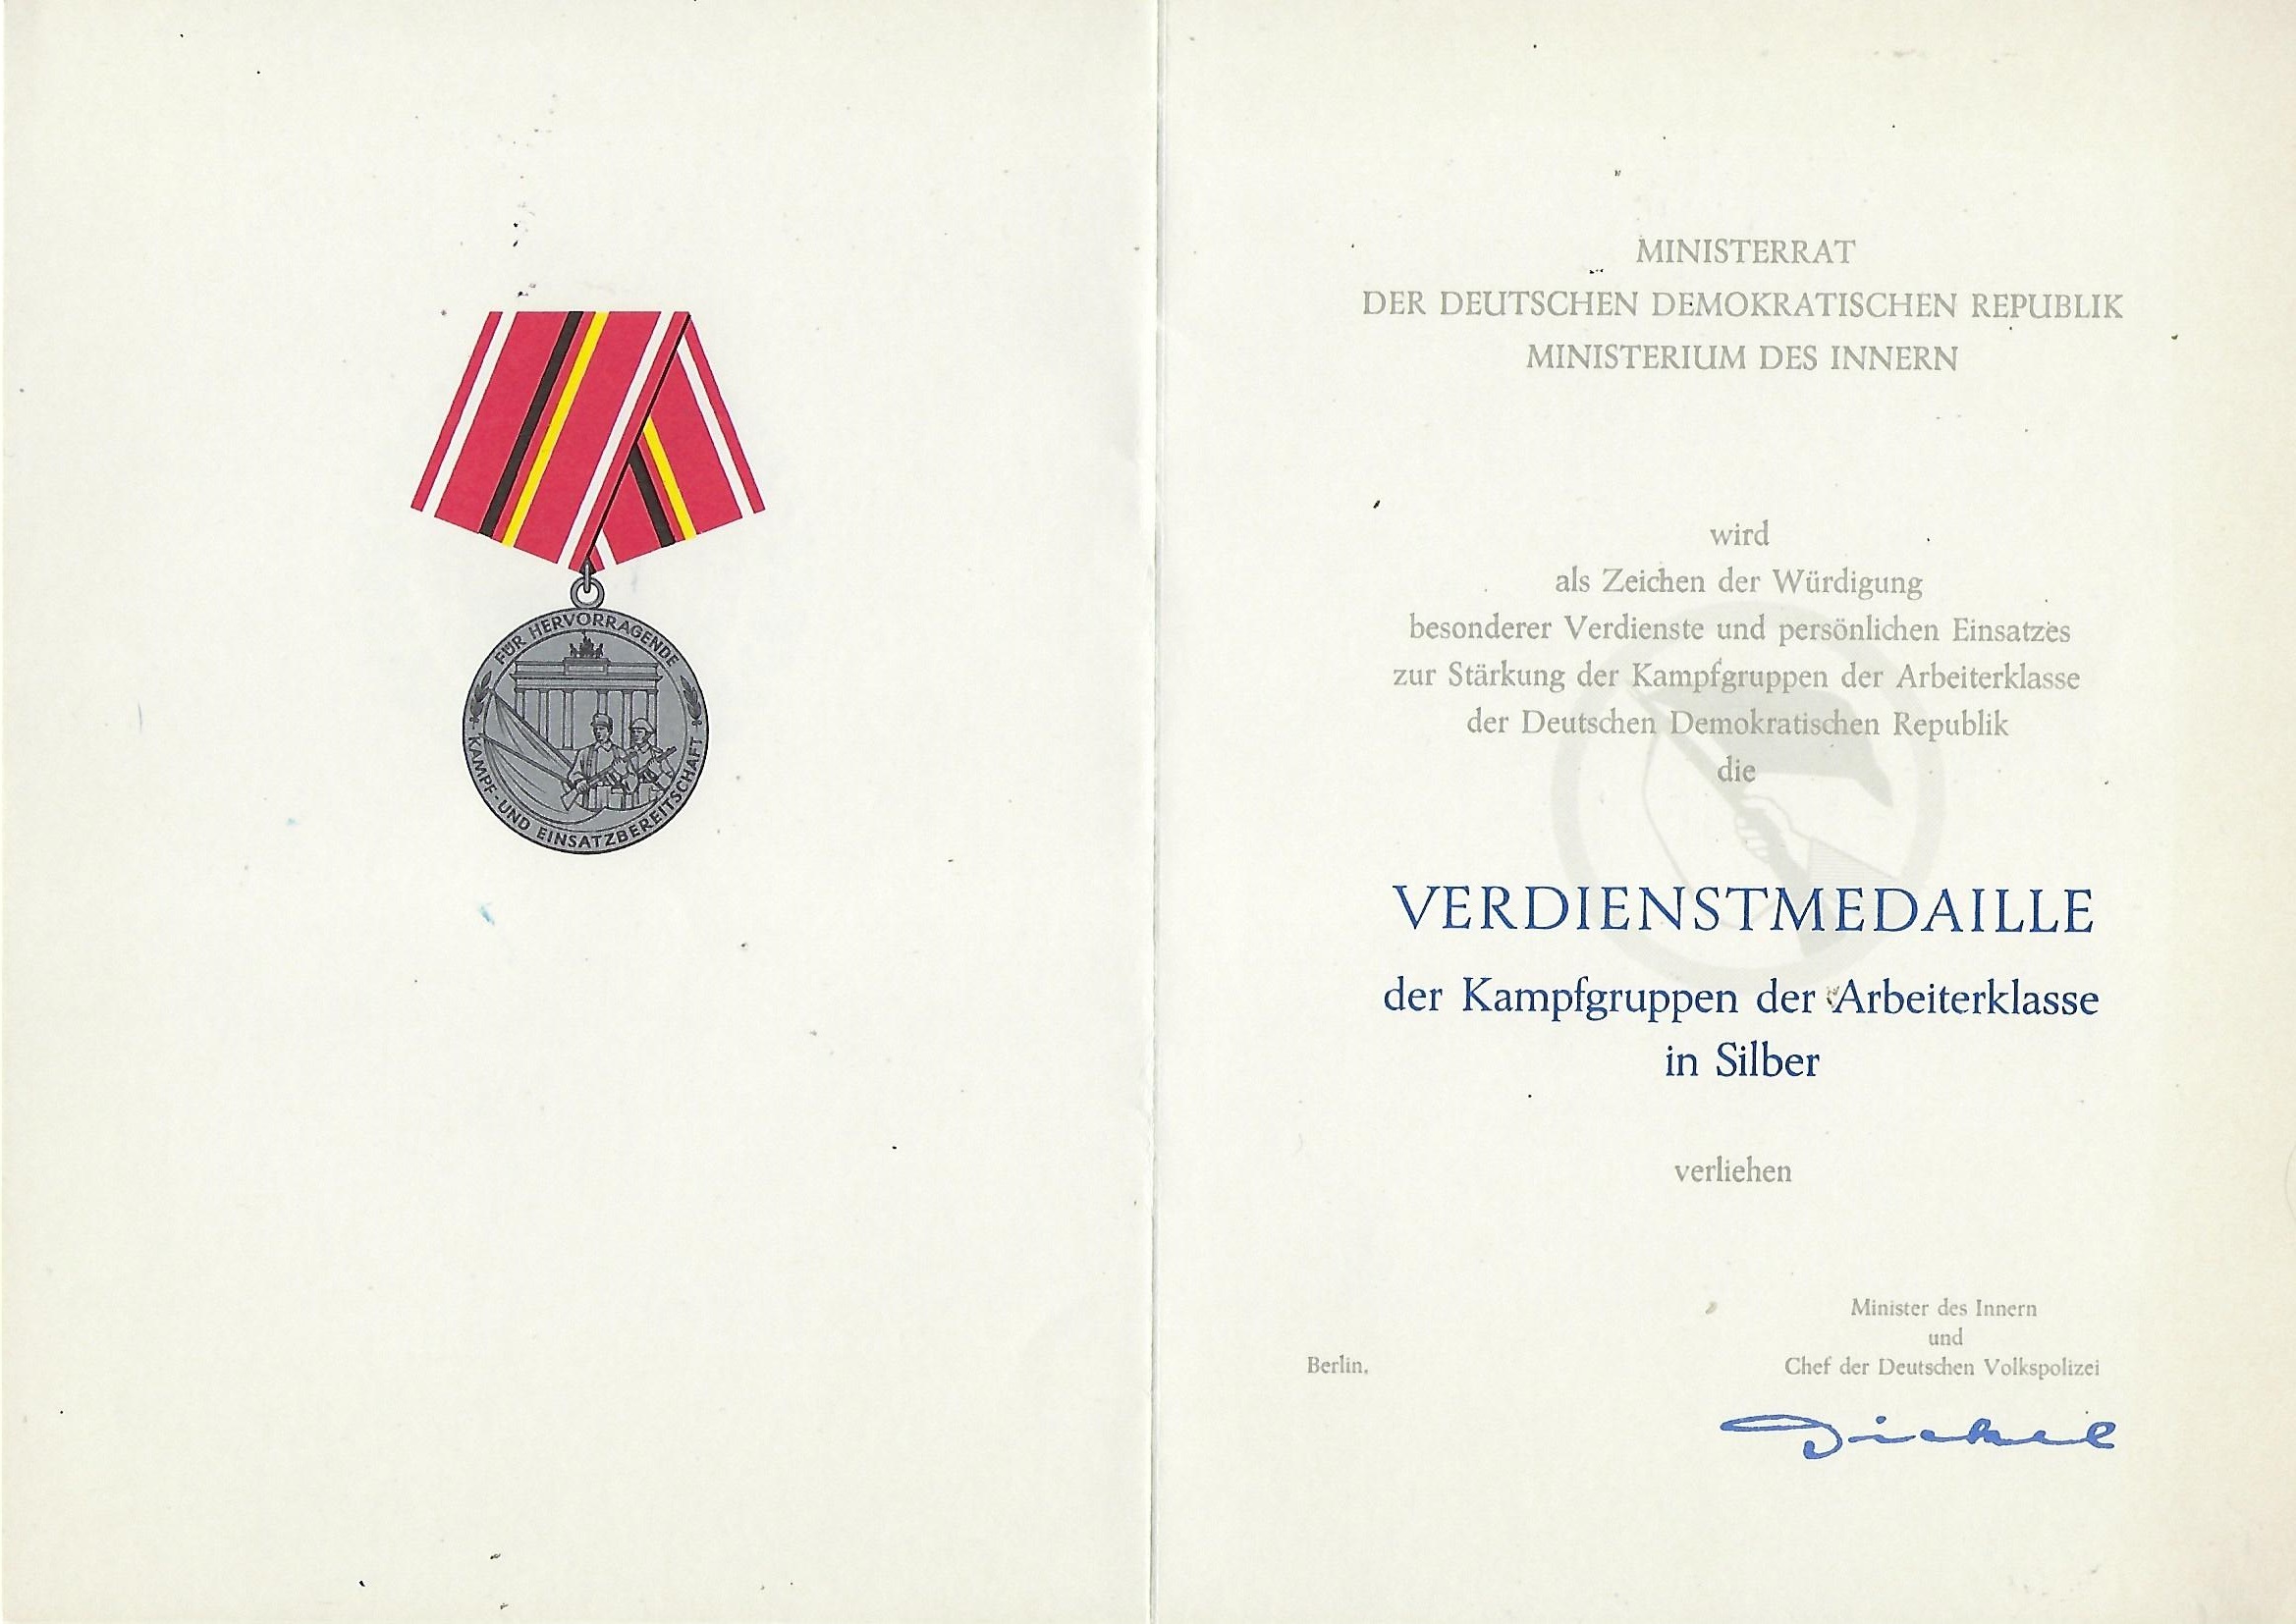 FÜR HERVORRAGENDE
KAMPF-UND EINSATZBEREITSCHAFT
MINISTERRAT
DER DEUTSCHEN DEMOKRATISCHEN REPUBLIK
MINISTERIUM DES INNERN
wird
als Zeichen der Würdigung
besonderer Verdienste und persönlichen Einsatzes
zur Stärkung der Kampfgruppen der Arbeiterklasse
der Deutschen Demokratischen Republik
die
VERDIENSTMEDAILLE
der Kampfgruppen der Arbeiterklasse
in Silber
verliehen
Minister des Innern
und
Berlin, Chef der Deutschen Volkspolizei
Dickel